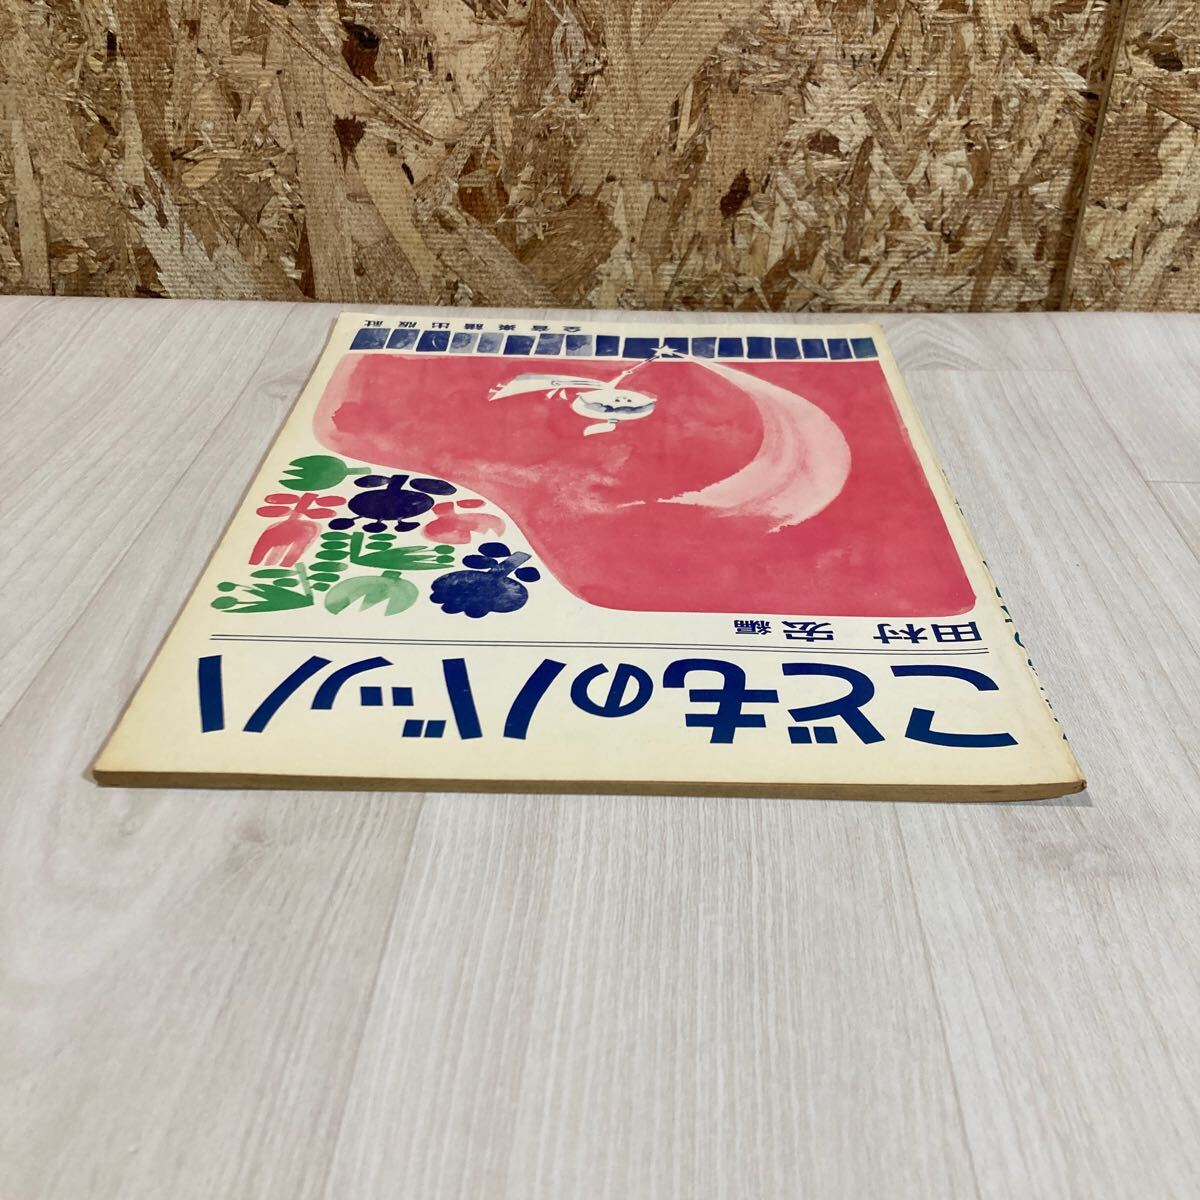 こどものバッハ
田村 宏 編
全音楽譜出版社